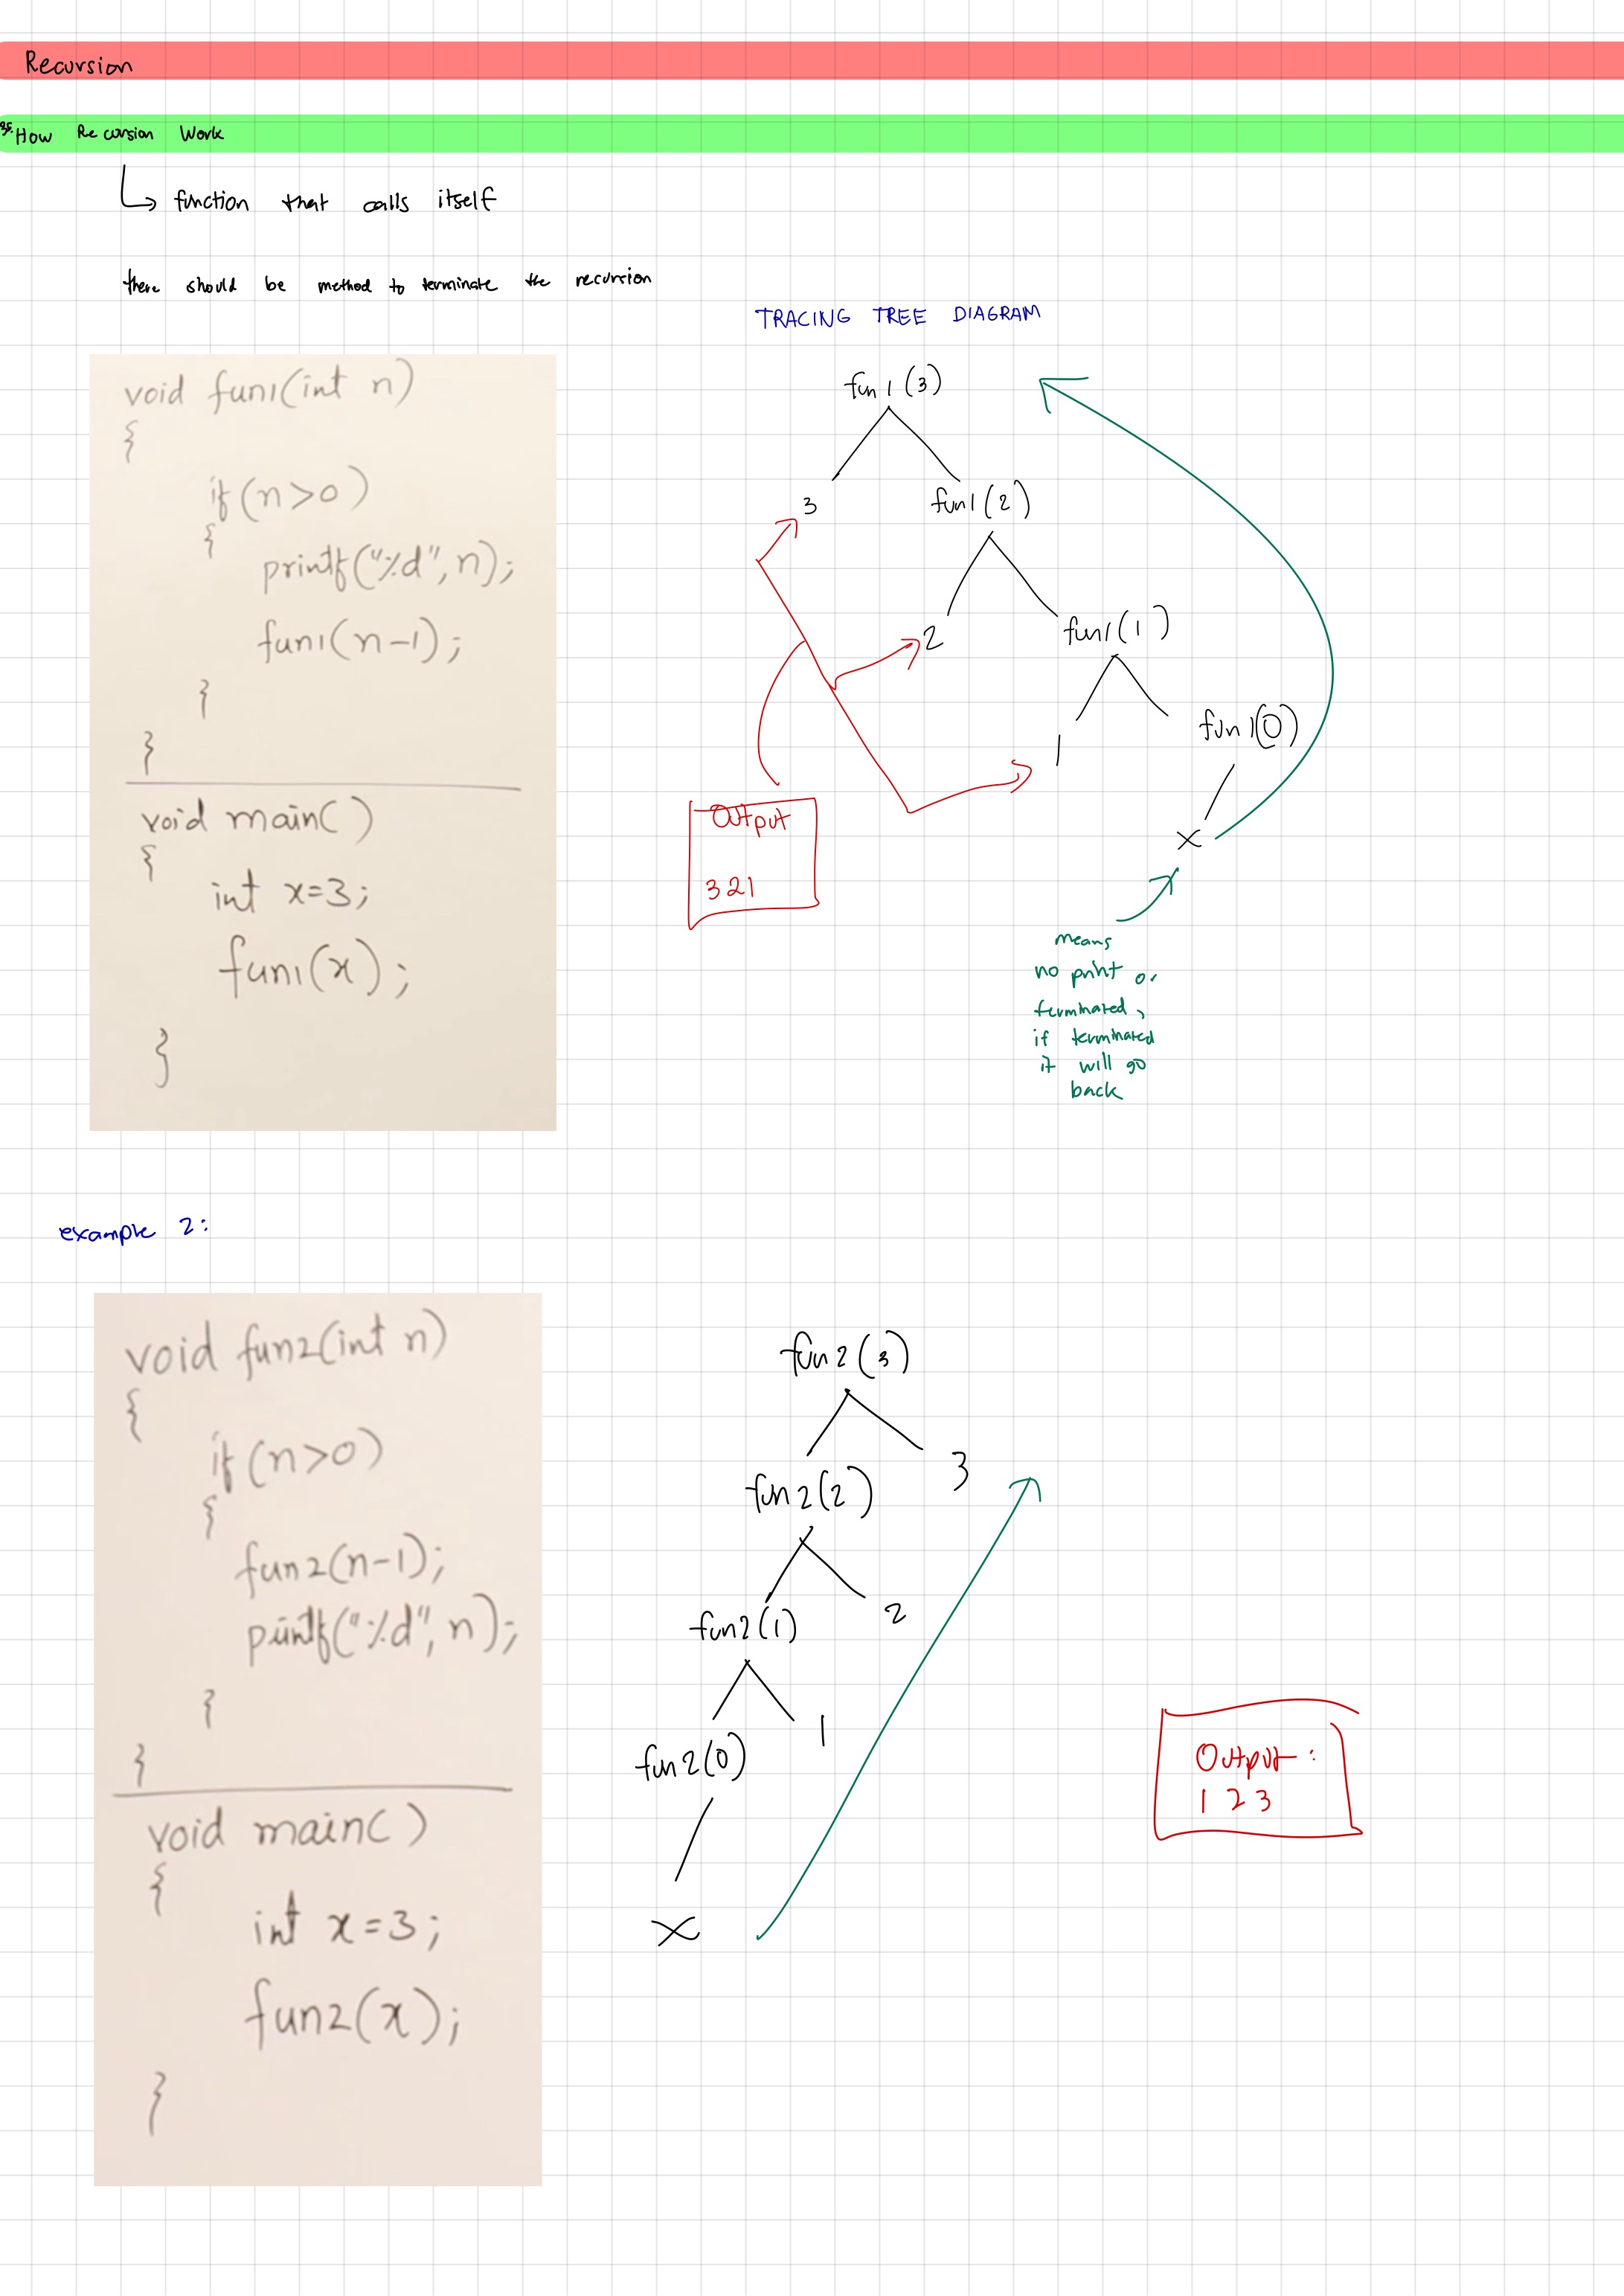 Recursion
How Recursion Work
function that calls itself
there should be method to terminate the recursion
TRACING TREE DIAGRAM
void fun1(int n)
{
if(n>0)
{
printf("%d", n);
fun1(n-1);
}
}
void main()
{
int x=3;
fun1(x);
}
fun1(3)
3
fun1(2)
2
fun1(1)
1
fun1(0)
x
Output
321
means
no print or
terminated,
if terminated
it will go
back
example 2:
void fun2(int n)
{
if(n>0)
{
fun2(n-1);
printf("%d", n);
}
}
void main()
{
int x=3;
fun2(x);
}
fun2(3)
fun2(2)
3
fun2(1)
2
fun2(0)
1
x
Output:
1 2 3